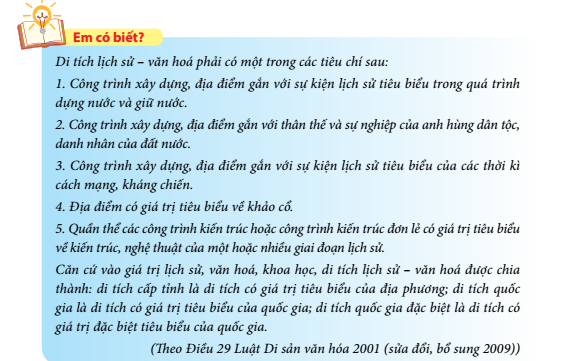 Em có biết?
Di tích lịch sử – văn hoá phải có một trong các tiêu chí sau:
1. Công trình xây dựng, địa điểm gắn với sự kiện lịch sử tiêu biểu trong quá trình
dựng nước và giữ nước.
2. Công trình xây dựng, địa điểm gắn với thân thế và sự nghiệp của anh hùng dân tộc,
danh nhân của đất nước.
3. Công trình xây dựng, địa điểm gắn với sự kiện lịch sử tiêu biểu của các thời kì
cách mạng, kháng chiến.
4. Địa điểm có giá trị tiêu biểu về khảo cổ.
5. Quần thể các công trình kiến trúc hoặc công trình kiến trúc đơn lẻ có giá trị tiêu biểu
về kiến trúc, nghệ thuật của một hoặc nhiều giai đoạn lịch sử.
Căn cứ vào giá trị lịch sử, văn hoá, khoa học, di tích lịch sử – văn hoá được chia
thành: di tích cấp tỉnh là di tích có giá trị tiêu biểu của địa phương; di tích quốc
gia là di tích có giá trị tiêu biểu của quốc gia; di tích quốc gia đặc biệt là di tích có
giá trị đặc biệt tiêu biểu của quốc gia.
(Theo Điều 29 Luật Di sản văn hóa 2001 (sửa đổi, bổ sung 2009))